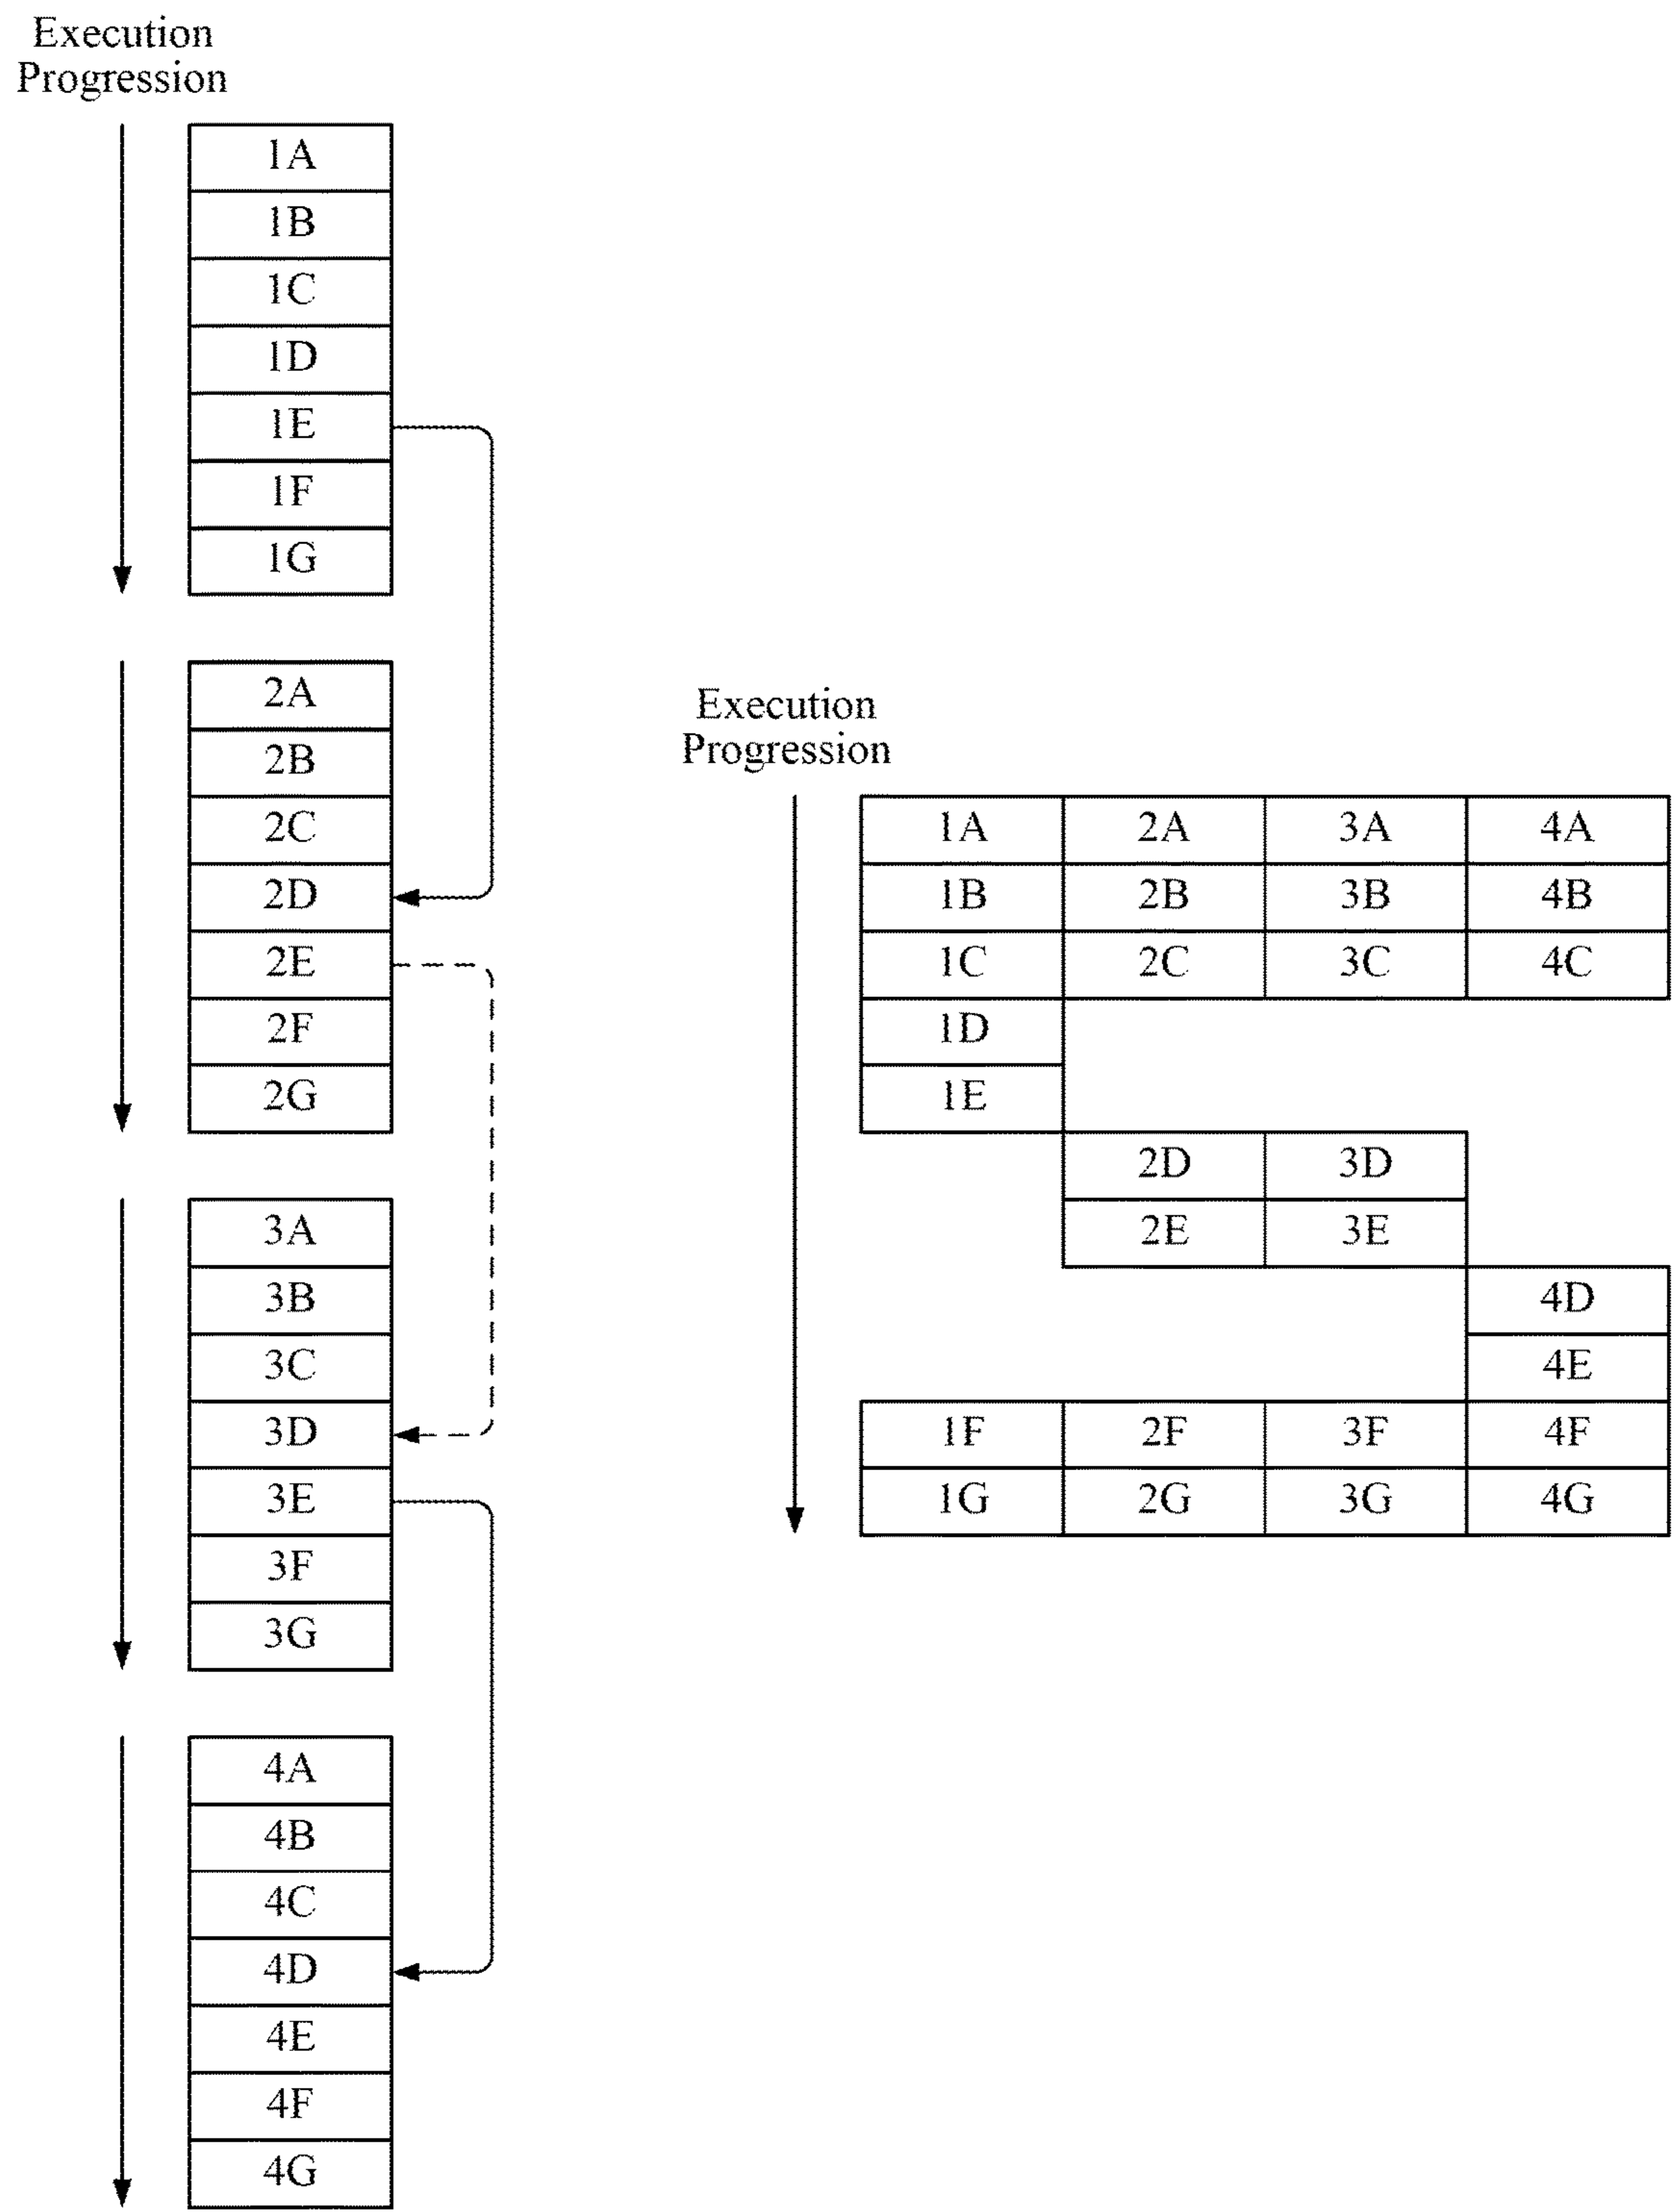 Execution
Progression
1A
1B
1C
1D
1E
1F
1G
2A
2B
2C
2D
2E
2F
2G
3A
3B
3C
3D
3E
3F
3G
4A
4B
4C
4D
4E
4F
4G
Execution
Progression
1A 2A 3A 4A
1B 2B 3B 4B
1C 2C 3C 4C
1D
1E
2D 3D
2E 3E
4D
4E
1F 2F 3F 4F
1G 2G 3G 4G